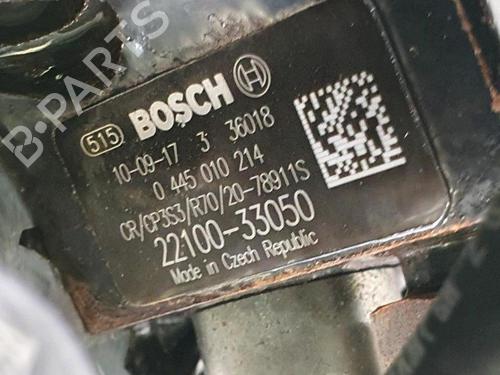 B-PARTS
515 BOSCH
10-09-17 3 36018
0 445 010 214
CR/CP3S3/R70/20-78911S
22100-33050
Made in Czech Republic